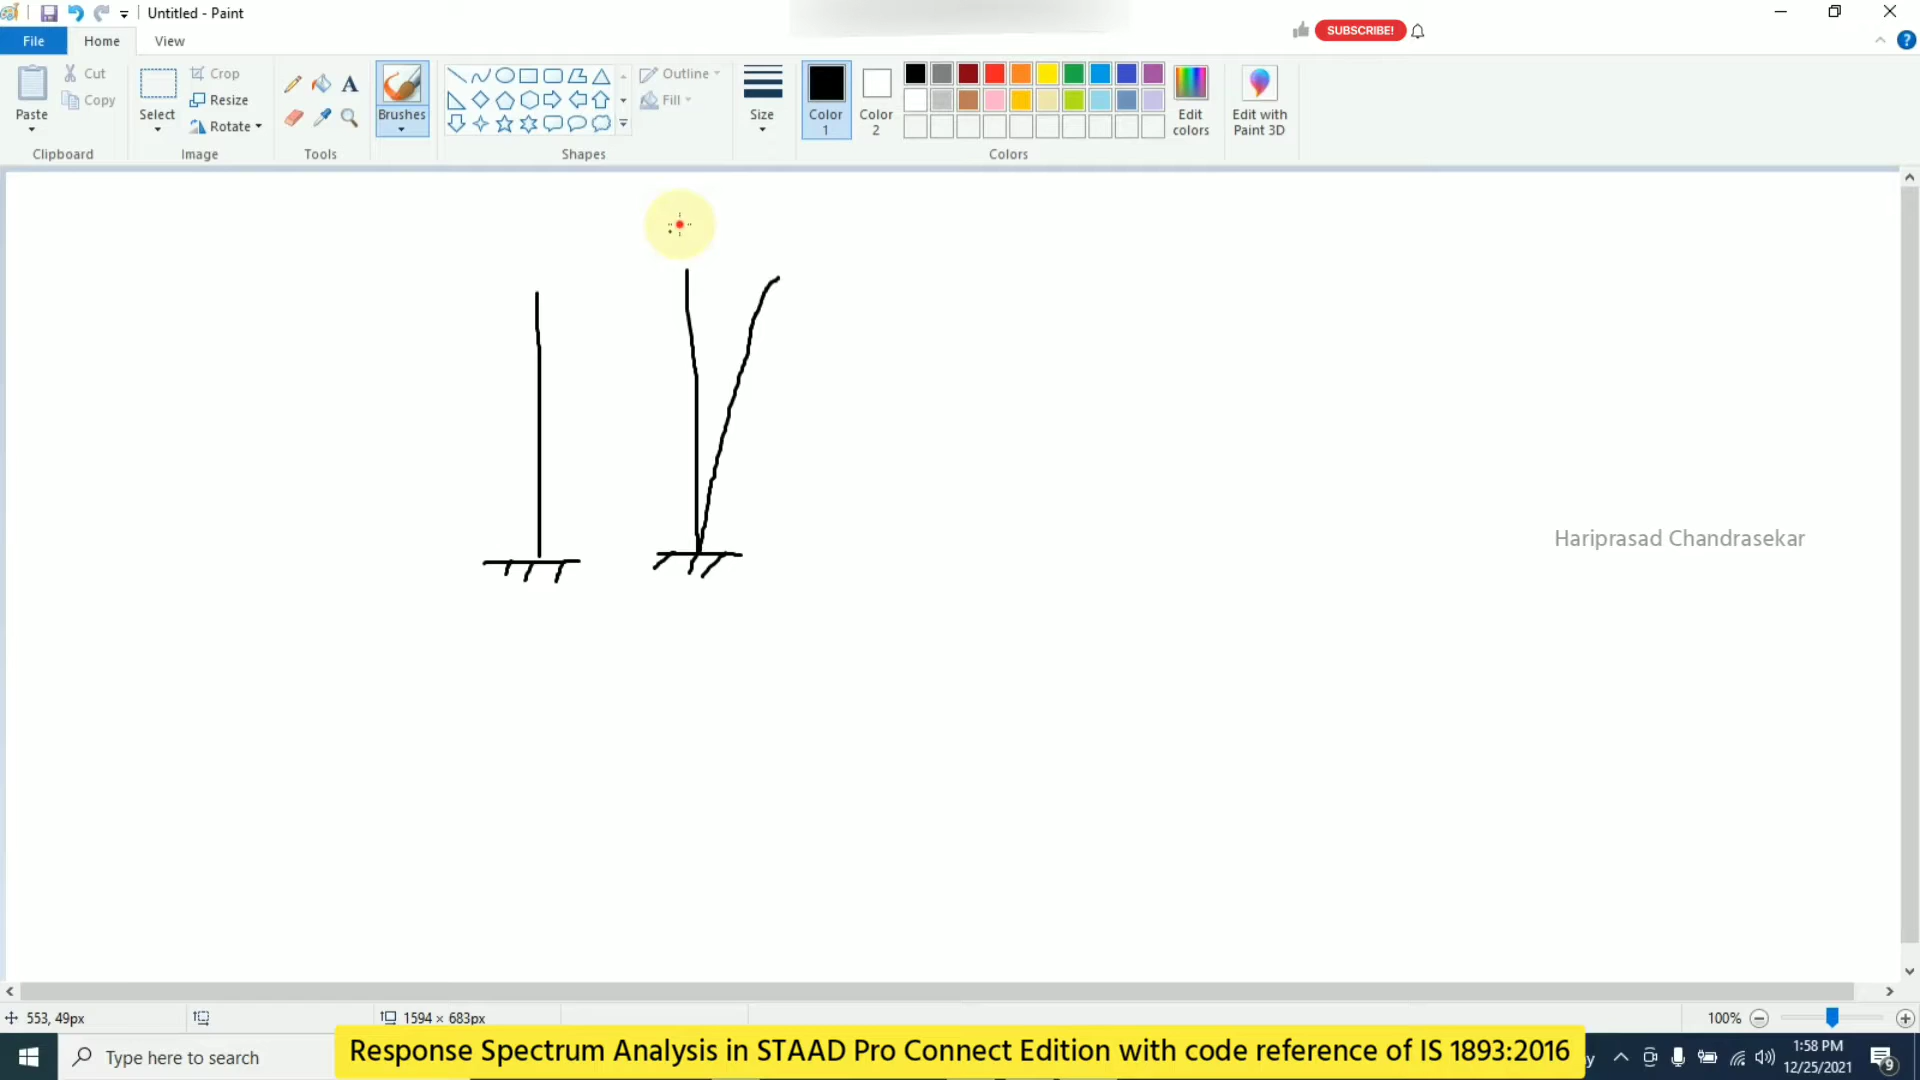 Untitled - Paint
SUBSCRIBE!
File
Home
View
Paste
Cut
Copy
Clipboard
Select
Crop
Resize
Rotate
Image
Tools
Brushes
Outline
Fill
Shapes
Size
Color 1
Color 2
Edit colors
Edit with Paint 3D
Colors
Hariprasad Chandrasekar
553, 49px
1594 × 683px
100%
Type here to search
Response Spectrum Analysis in STAAD Pro Connect Edition with code reference of IS 1893:2016
1:58 PM
12/25/2021
9